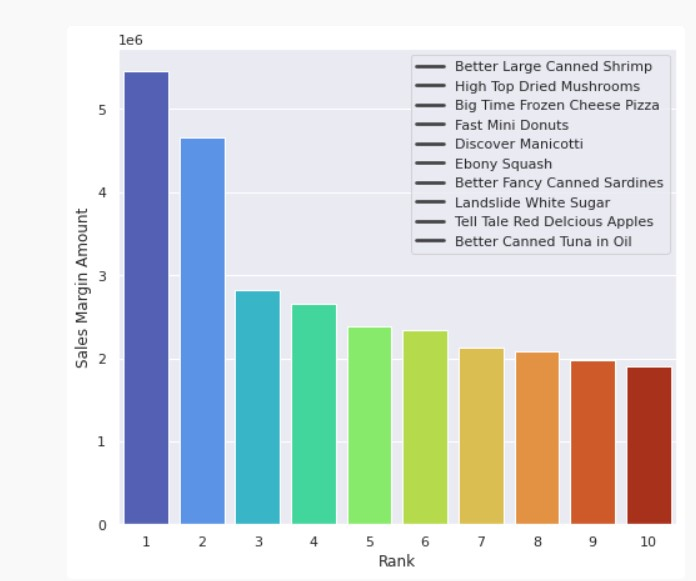 1e6
Sales Margin Amount
5
4
3
2
1
0
Better Large Canned Shrimp
High Top Dried Mushrooms
Big Time Frozen Cheese Pizza
Fast Mini Donuts
Discover Manicotti
Ebony Squash
Better Fancy Canned Sardines
Landslide White Sugar
Tell Tale Red Delcious Apples
Better Canned Tuna in Oil
1 2 3 4 5 6 7 8 9 10
Rank